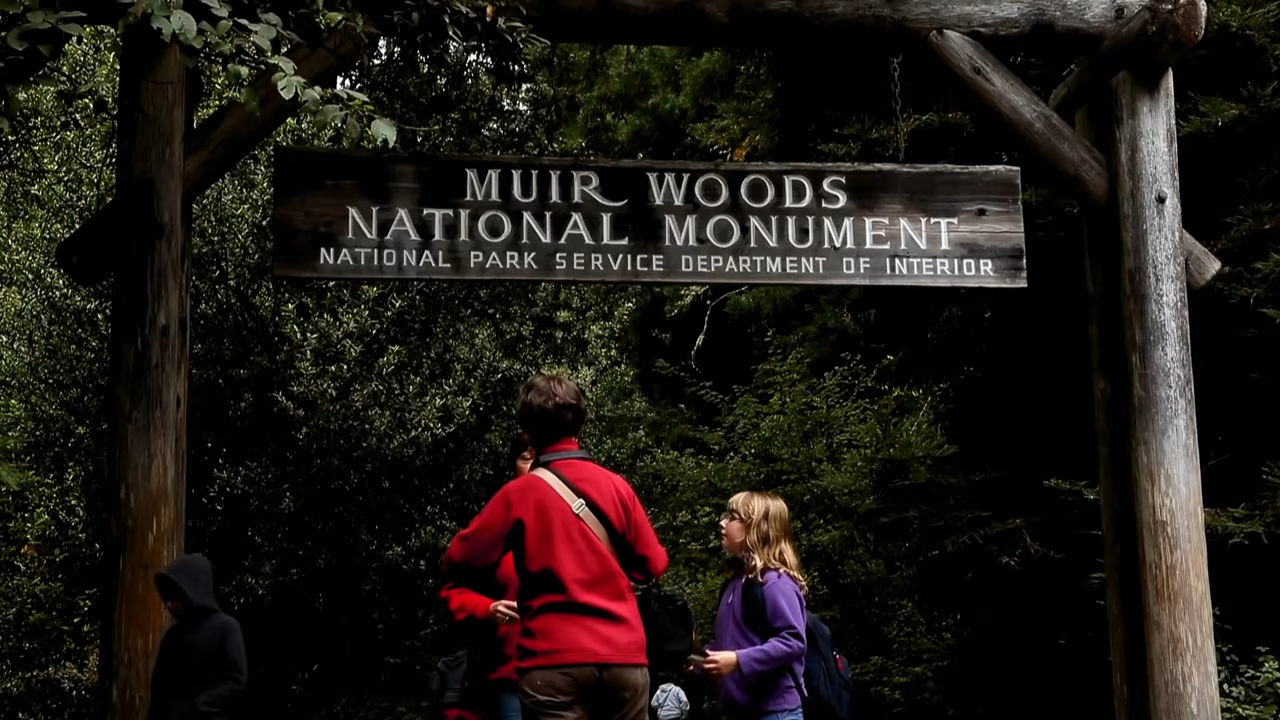 MUIR WOODS
NATIONAL MONUMENT
NATIONAL PARK SERVICE DEPARTMENT OF INTERIOR